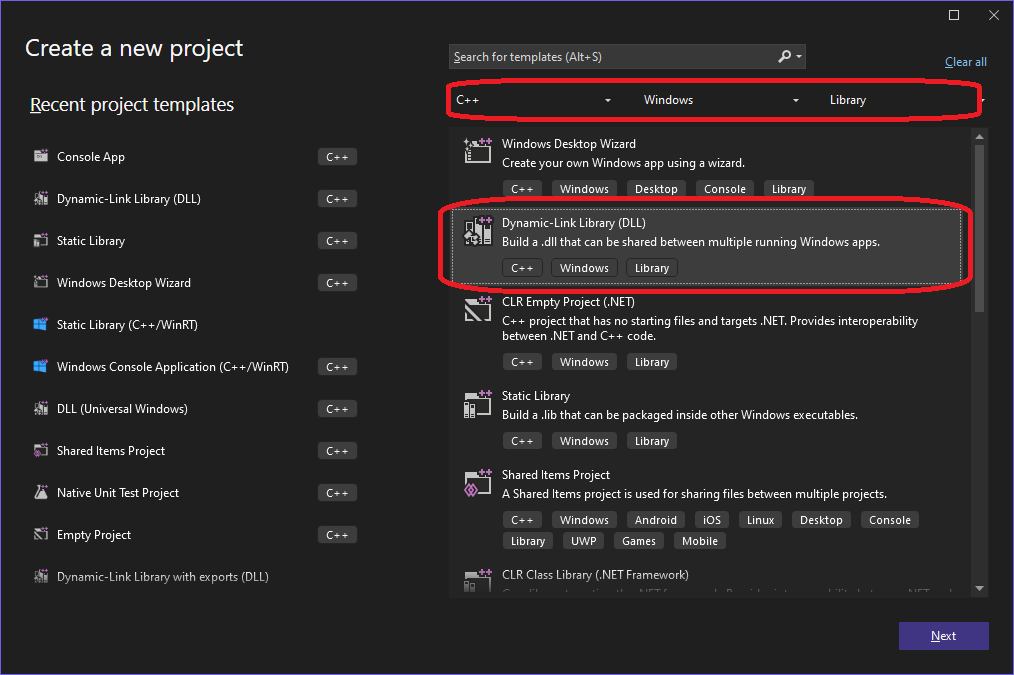 Create a new project
Search for templates (Alt+S)
Clear all
Recent project templates
C++ Windows Library
Console App C++
Dynamic-Link Library (DLL) C++
Static Library C++
Windows Desktop Wizard C++
Static Library (C++/WinRT)
Windows Console Application (C++/WinRT) C++
DLL (Universal Windows) C++
Shared Items Project C++
Native Unit Test Project C++
Empty Project C++
Dynamic-Link Library with exports (DLL)
Windows Desktop Wizard
Create your own Windows app using a wizard.
C++ Windows Desktop Console Library
Dynamic-Link Library (DLL)
Build a .dll that can be shared between multiple running Windows apps.
C++ Windows Library
CLR Empty Project (.NET)
C++ project that has no starting files and targets .NET. Provides interoperability
between .NET and C++ code.
C++ Windows Library
Static Library
Build a .lib that can be packaged inside other Windows executables.
C++ Windows Library
Shared Items Project
A Shared Items project is used for sharing files between multiple projects.
C++ Windows Android iOS Linux Desktop Console
Library UWP Games Mobile
CLR Class Library (.NET Framework)
Next